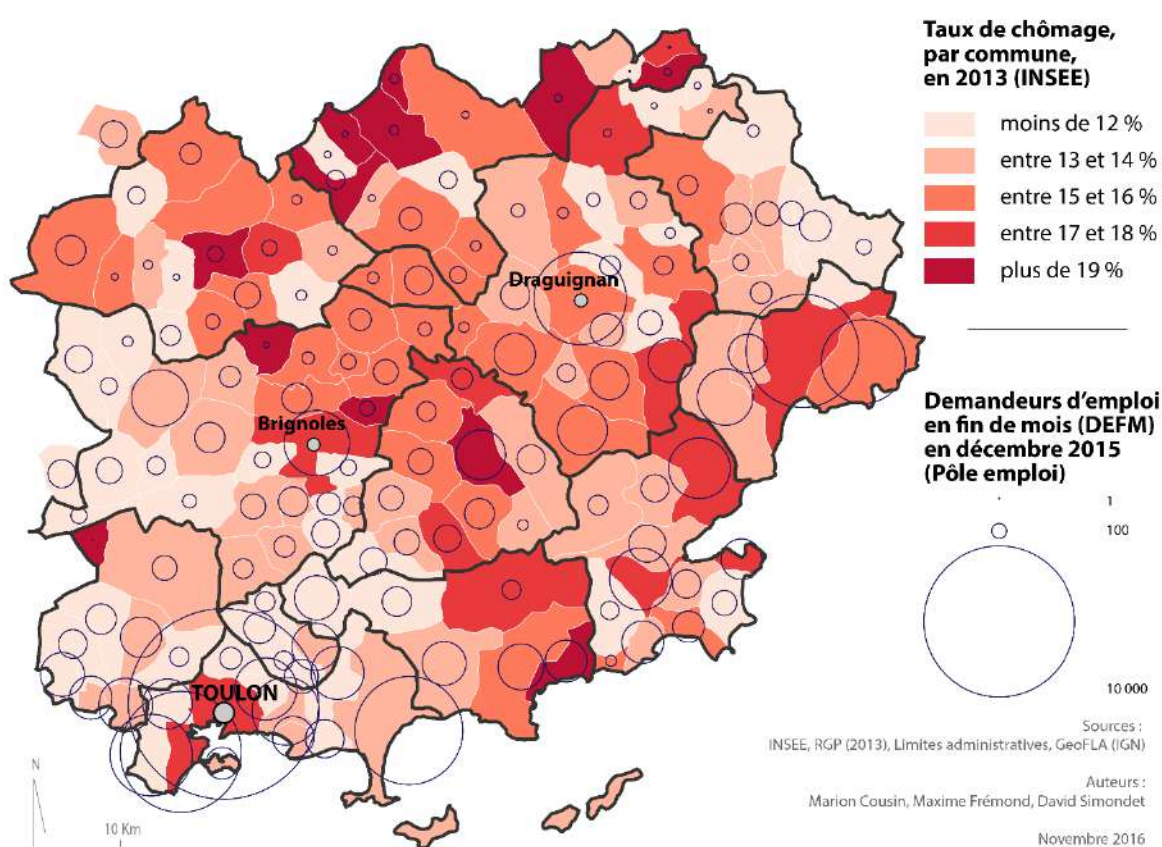 Taux de chômage,
par commune,
en 2013 (INSEE)
moins de 12 %
entre 13 et 14 %
entre 15 et 16 %
entre 17 et 18 %
plus de 19 %
Draguignan
Brignoles
TOULON
Demandeurs d'emploi
en fin de mois (DEFM)
en décembre 2015
(Pôle emploi)
1
100
10 000
Sources :
INSEE, RGP (2013), Limites administratives, GeoFLA (IGN)
Auteurs :
Marion Cousin, Maxime Frémond, David Simondet
Novembre 2016
N
10 Km